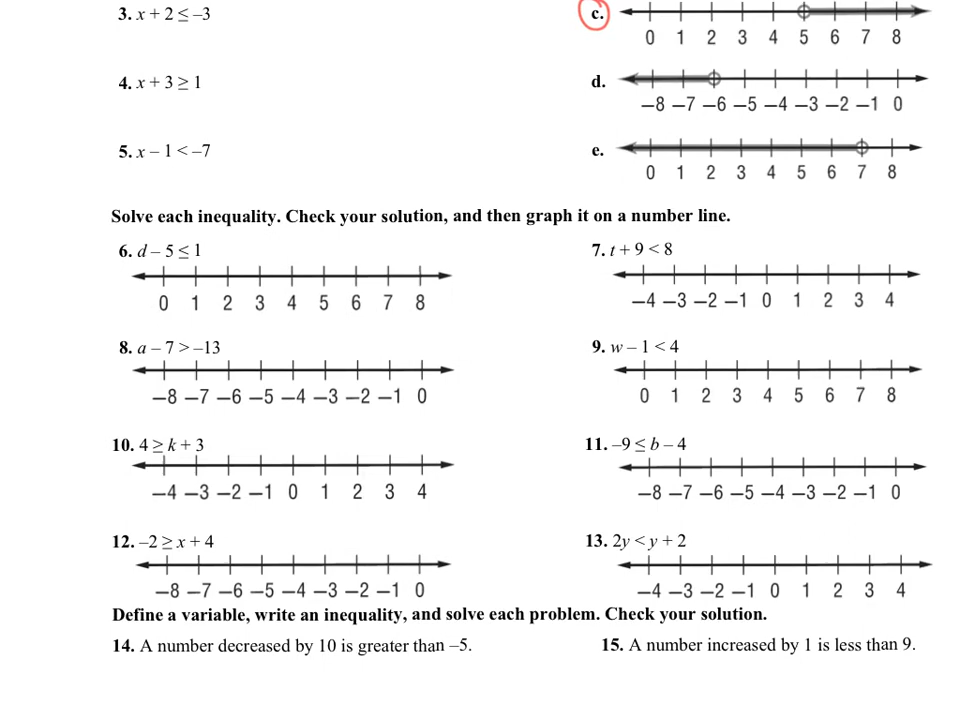 3. x + 2 ≤ –3
c.
0 1 2 3 4 5 6 7 8
4. x + 3 ≥ 1
d.
–8 –7 –6 –5 –4 –3 –2 –1 0
5. x – 1 < –7
e.
0 1 2 3 4 5 6 7 8
Solve each inequality. Check your solution, and then graph it on a number line.
6. d – 5 ≤ 1
0 1 2 3 4 5 6 7 8
7. t + 9 < 8
–4 –3 –2 –1 0 1 2 3 4
8. a – 7 > –13
–8 –7 –6 –5 –4 –3 –2 –1 0
9. w – 1 < 4
0 1 2 3 4 5 6 7 8
10. 4 ≥ k + 3
–4 –3 –2 –1 0 1 2 3 4
11. –9 ≤ b – 4
–8 –7 –6 –5 –4 –3 –2 –1 0
12. –2 ≥ x + 4
–8 –7 –6 –5 –4 –3 –2 –1 0
13. 2y < y + 2
–4 –3 –2 –1 0 1 2 3 4
Define a variable, write an inequality, and solve each problem. Check your solution.
14. A number decreased by 10 is greater than –5.
15. A number increased by 1 is less than 9.